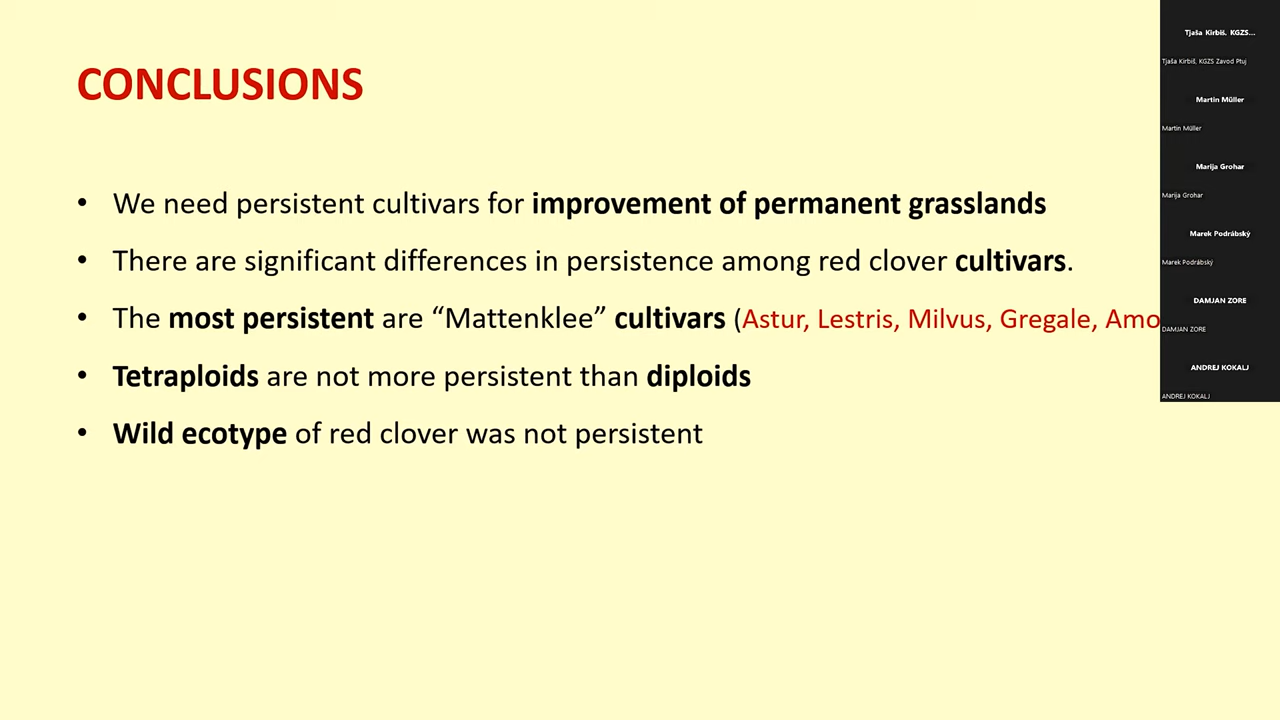 CONCLUSIONS
• We need persistent cultivars for improvement of permanent grasslands
• There are significant differences in persistence among red clover cultivars.
• The most persistent are “Mattenklee” cultivars (Astur, Lestris, Milvus, Gregale, Amo
• Tetraploids are not more persistent than diploids
• Wild ecotype of red clover was not persistent
Tjaša Kirbiš, KGZS...
Tjaša Kirbiš, KGZS Zavod Ptuj
Martin Müller
Martin Müller
Marija Grohar
Marija Grohar
Marek Podrábský
Marek Podrábský
DAMJAN ZORE
DAMJAN ZORE
ANDREJ KOKALJ
ANDREJ KOKALJ